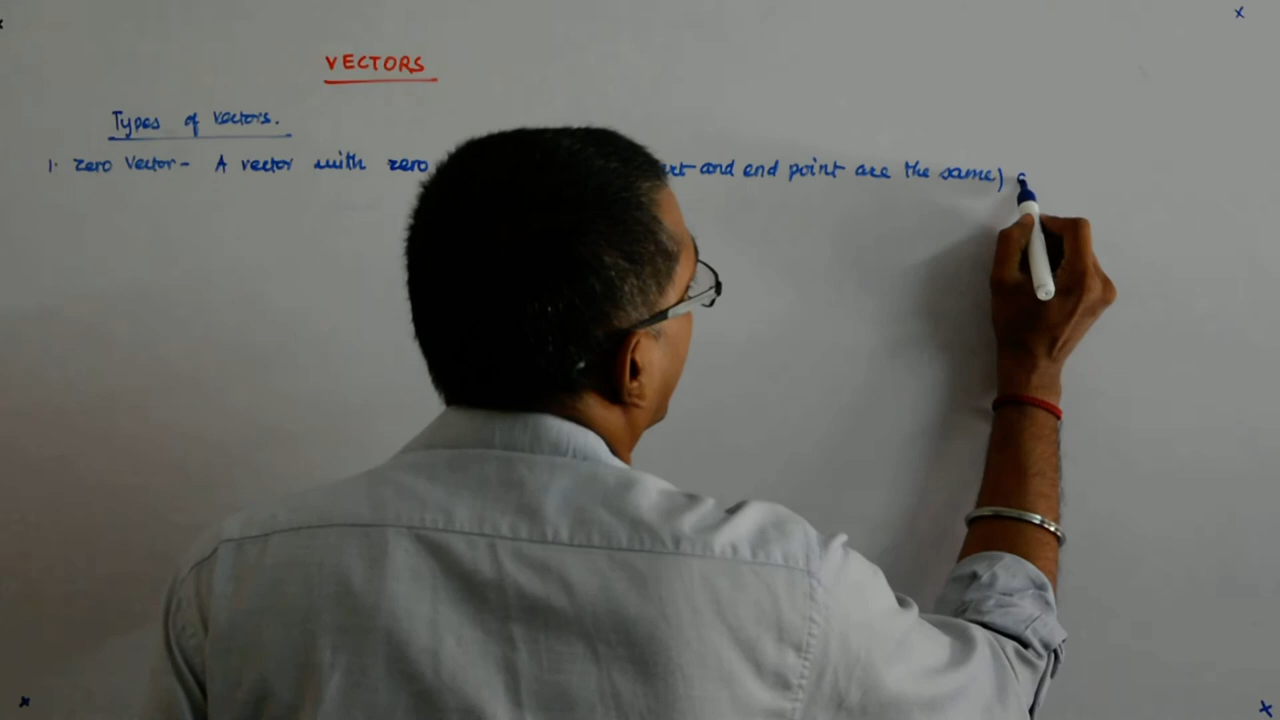 VECTORS
Types of Vectors.
1. Zero Vector - A vector with zero and end point are the same)